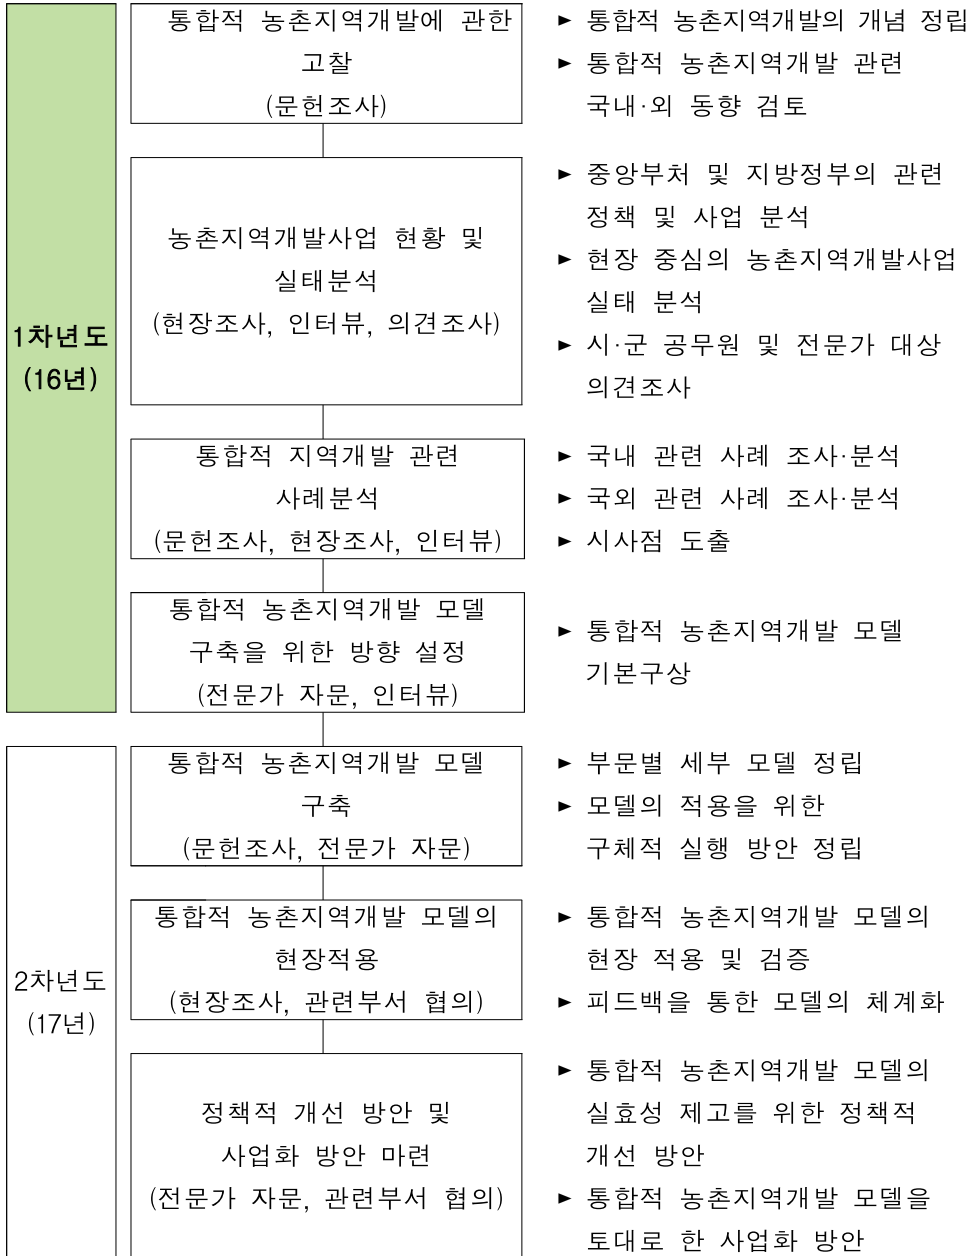 1차년도
(16년)
통합적 농촌지역개발에 관한
고찰
(문헌조사)
► 통합적 농촌지역개발의 개념 정립
► 통합적 농촌지역개발 관련
국내·외 동향 검토
농촌지역개발사업 현황 및
실태분석
(현장조사, 인터뷰, 의견조사)
► 중앙부처 및 지방정부의 관련
정책 및 사업 분석
► 현장 중심의 농촌지역개발사업
실태 분석
► 시·군 공무원 및 전문가 대상
의견조사
통합적 지역개발 관련
사례분석
(문헌조사, 현장조사, 인터뷰)
► 국내 관련 사례 조사·분석
► 국외 관련 사례 조사·분석
► 시사점 도출
통합적 농촌지역개발 모델
구축을 위한 방향 설정
(전문가 자문, 인터뷰)
► 통합적 농촌지역개발 모델
기본구상
2차년도
(17년)
통합적 농촌지역개발 모델
구축
(문헌조사, 전문가 자문)
► 부문별 세부 모델 정립
► 모델의 적용을 위한
구체적 실행 방안 정립
통합적 농촌지역개발 모델의
현장적용
(현장조사, 관련부서 협의)
► 통합적 농촌지역개발 모델의
현장 적용 및 검증
► 피드백을 통한 모델의 체계화
정책적 개선 방안 및
사업화 방안 마련
(전문가 자문, 관련부서 협의)
► 통합적 농촌지역개발 모델의
실효성 제고를 위한 정책적
개선 방안
► 통합적 농촌지역개발 모델을
토대로 한 사업화 방안